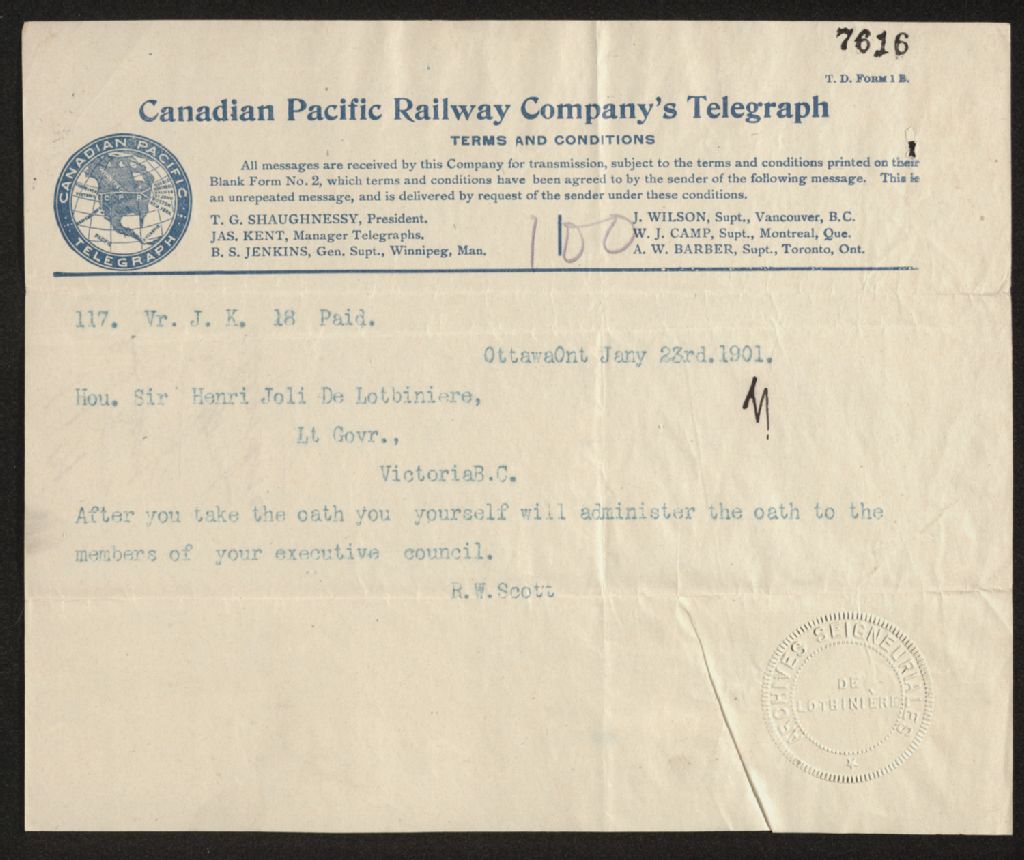 7616
T. D. FORM 1 B.
Canadian Pacific Railway Company's Telegraph
TERMS AND CONDITIONS
1
All messages are received by this Company for transmission, subject to the terms and conditions printed on their
Blank Form No. 2, which terms and conditions have been agreed to by the sender of the following message. This is
an unrepeated message, and is delivered by request of the sender under these conditions.
CANADIAN PACIFIC
TELEGRAPH
T. G. SHAUGHNESSY, President.
JAS. KENT, Manager Telegraphs.
B. S. JENKINS, Gen. Supt., Winnipeg, Man.
100
J. WILSON, Supt., Vancouver, B.C.
W. J. CAMP, Supt., Montreal, Que.
A. W. BARBER, Supt., Toronto, Ont.
117. Vr. J. K. 18 Paid.
OttawaOnt Jany 23rd.1901.
Hou. Sir Henri Joli De Lotbiniere,
Lt Govr.,
VictoriaB.C.
After you take the oath you yourself will administer the oath to the
members of your executive council.
R.W.Scott
ARCHIVES SEIGNEURIALES
DE
LOTBINIÈRE